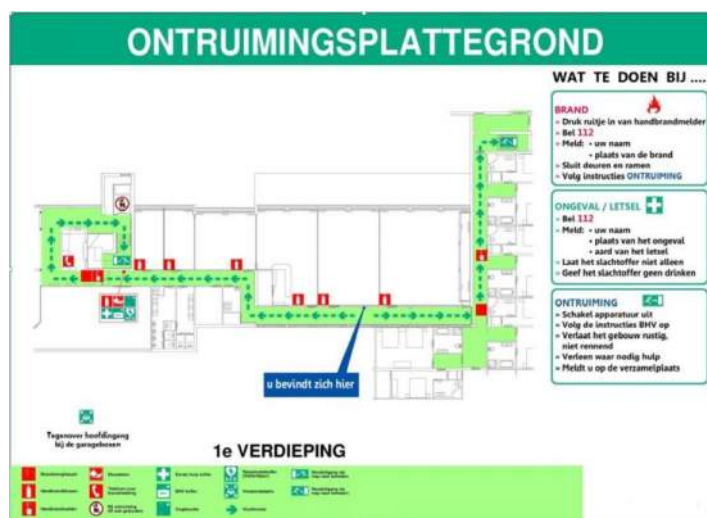 ONTRUIMINGSPLATTEGROND
WAT TE DOEN BIJ ....
BRAND
» Druk ruitje in van handbrandmelder
» Bel 112
» Meld: • uw naam
• plaats van de brand
» Sluit deuren en ramen
» Volg instructies ONTRUIMING
ONGEVAL / LETSEL
» Bel 112
» Meld: • uw naam
• plaats van het ongeval
• aard van het letsel
» Laat het slachtoffer niet alleen
» Geef het slachtoffer geen drinken
ONTRUIMING
» Schakel apparatuur uit
» Volg de instructies BHV op
» Verlaat het gebouw rustig,
niet rennend
» Verleen waar nodig hulp
» Meldt u op de verzamelplaats
u bevindt zich hier
Tegenover hoofdingang
bij de garageboxen
1e VERDIEPING